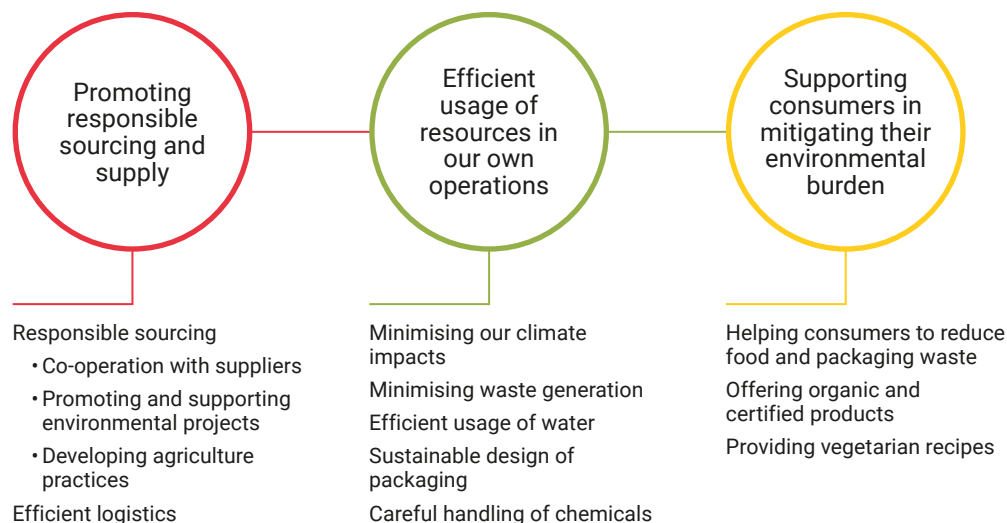 Promoting
responsible
sourcing and
supply
Efficient
usage of
resources in
our own
operations
Supporting
consumers in
mitigating their
environmental
burden
Responsible sourcing
• Co-operation with suppliers
• Promoting and supporting
environmental projects
• Developing agriculture
practices
Efficient logistics
Minimising our climate
impacts
Minimising waste generation
Efficient usage of water
Sustainable design of
packaging
Careful handling of chemicals
Helping consumers to reduce
food and packaging waste
Offering organic and
certified products
Providing vegetarian recipes